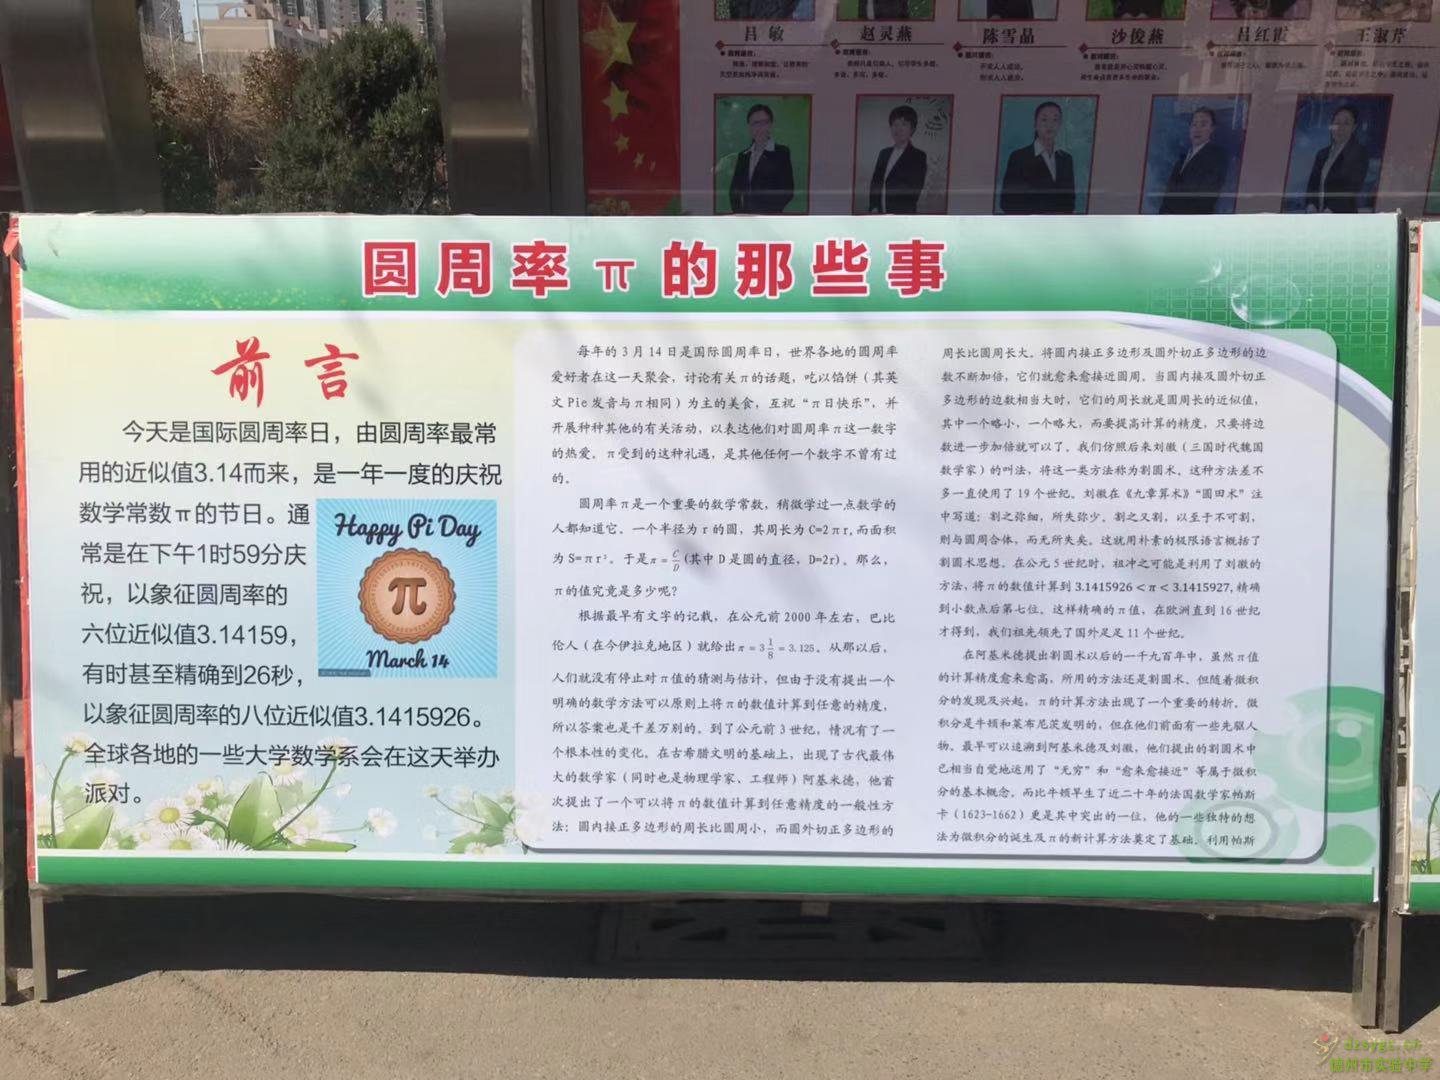 吕敏
赵灵燕
陈雪晶
沙俊燕
吕红霞
王淑芹
圆周率π的那些事
前言
今天是国际圆周率日，由圆周率最常
用的近似值3.14而来，是一年一度的庆祝
数学常数π的节日。通
常是在下午1时59分庆
祝，以象征圆周率的
六位近似值3.14159，
有时甚至精确到26秒，
以象征圆周率的八位近似值3.1415926。
全球各地的一些大学数学系会在这天举办
派对。
Happy Pi Day
π
March 14
每年的3月14日是国际圆周率日，世界各地的圆周率
爱好者在这一天聚会，讨论有关π的话题，吃以馅饼（其英
文Pie发音与π相同）为主的美食，互祝“π日快乐”，并
开展种种其他的有关活动，以表达他们对圆周率π这一数字
的热爱。π受到的这种礼遇，是其他任何一个数字不曾有过
的。
圆周率π是一个重要的数学常数，稍微学过一点数学的
人都知道它。一个半径为r的圆，其周长为C=2πr,而面积
为S=πr²。于是π=C/D(其中D是圆的直径，D=2r)。那么，
π的值究竟是多少呢？
根据最早有文字的记载，在公元前2000年左右，巴比
伦人（在今伊拉克地区）就给出π=3 1/8=3.125。从那以后，
人们就没有停止对π值的猜测与估计，但由于没有提出一个
明确的数学方法可以原则上将π的数值计算到任意的精度，
所以答案也是千差万别的。到了公元前3世纪，情况有了一
个根本性的变化。在古希腊文明的基础上，出现了古代最伟
大的数学家（同时也是物理学家、工程师）阿基米德，他首
次提出了一个可以将π的数值计算到任意精度的一般性方
法：圆内接正多边形的周长比圆周小，而圆外切正多边形的
周长比圆周长大。将圆内接正多边形及圆外切正多边形的边
数不断加倍，它们就愈来愈接近圆周。当圆内接及圆外切正
多边形的边数相当大时，它们的周长就是圆周长的近似值，
其中一个略小，一个略大，而要提高计算的精度，只要将边
数进一步加倍就可以了。我们仿照后来刘徽（三国时代魏国
数学家）的叫法，将这一类方法称为割圆术。这种方法差不
多一直使用了19个世纪。刘徽在《九章算术》“圆田术”注
中写道：割之弥细，所失弥少。割之又割，以至于不可割，
则与圆周合体，而无所失矣。这就用朴素的极限语言概括了
割圆术思想。在公元5世纪时，祖冲之可能是利用了刘徽的
方法，将π的数值计算到3.1415926<π<3.1415927,精确
到小数点后第七位。这样精确的π值，在欧洲直到16世纪
才得到，我们祖先领先了国外足足11个世纪。
在阿基米德提出割圆术以后的一千九百年中，虽然π值
的计算精度愈来愈高，所用的方法还是割圆术。但随着微积
分的发现及兴起，π的计算方法出现了一个重要的转折。微
积分是牛顿和莱布尼茨发明的，但在他们前面有一些先驱人
物。最早可以追溯到阿基米德及刘徽，他们提出的割圆术中
已相当自觉地运用了“无穷”和“愈来愈接近”等属于微积
分的基本概念。而比牛顿早生了近二十年的法国数学家帕斯
卡（1623-1662）更是其中突出的一位，他的一些独特的想
法为微积分的诞生及π的新计算方法奠定了基础。利用帕斯
dzsygz.cn
德州市实验中学